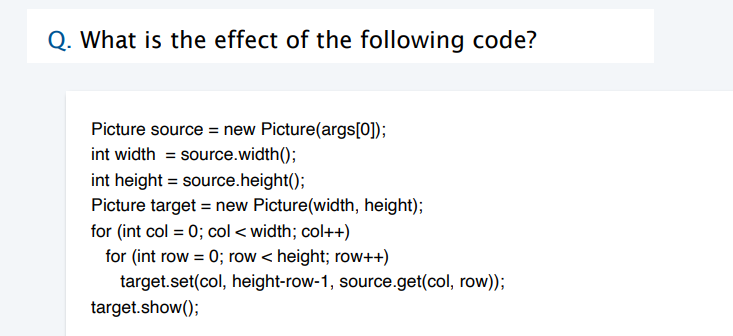 Q. What is the effect of the following code?
Picture source = new Picture(args[0]);
int width = source.width();
int height = source.height();
Picture target = new Picture(width, height);
for (int col = 0; col < width; col++)
for (int row = 0; row < height; row++)
target.set(col, height-row-1, source.get(col, row));
target.show();